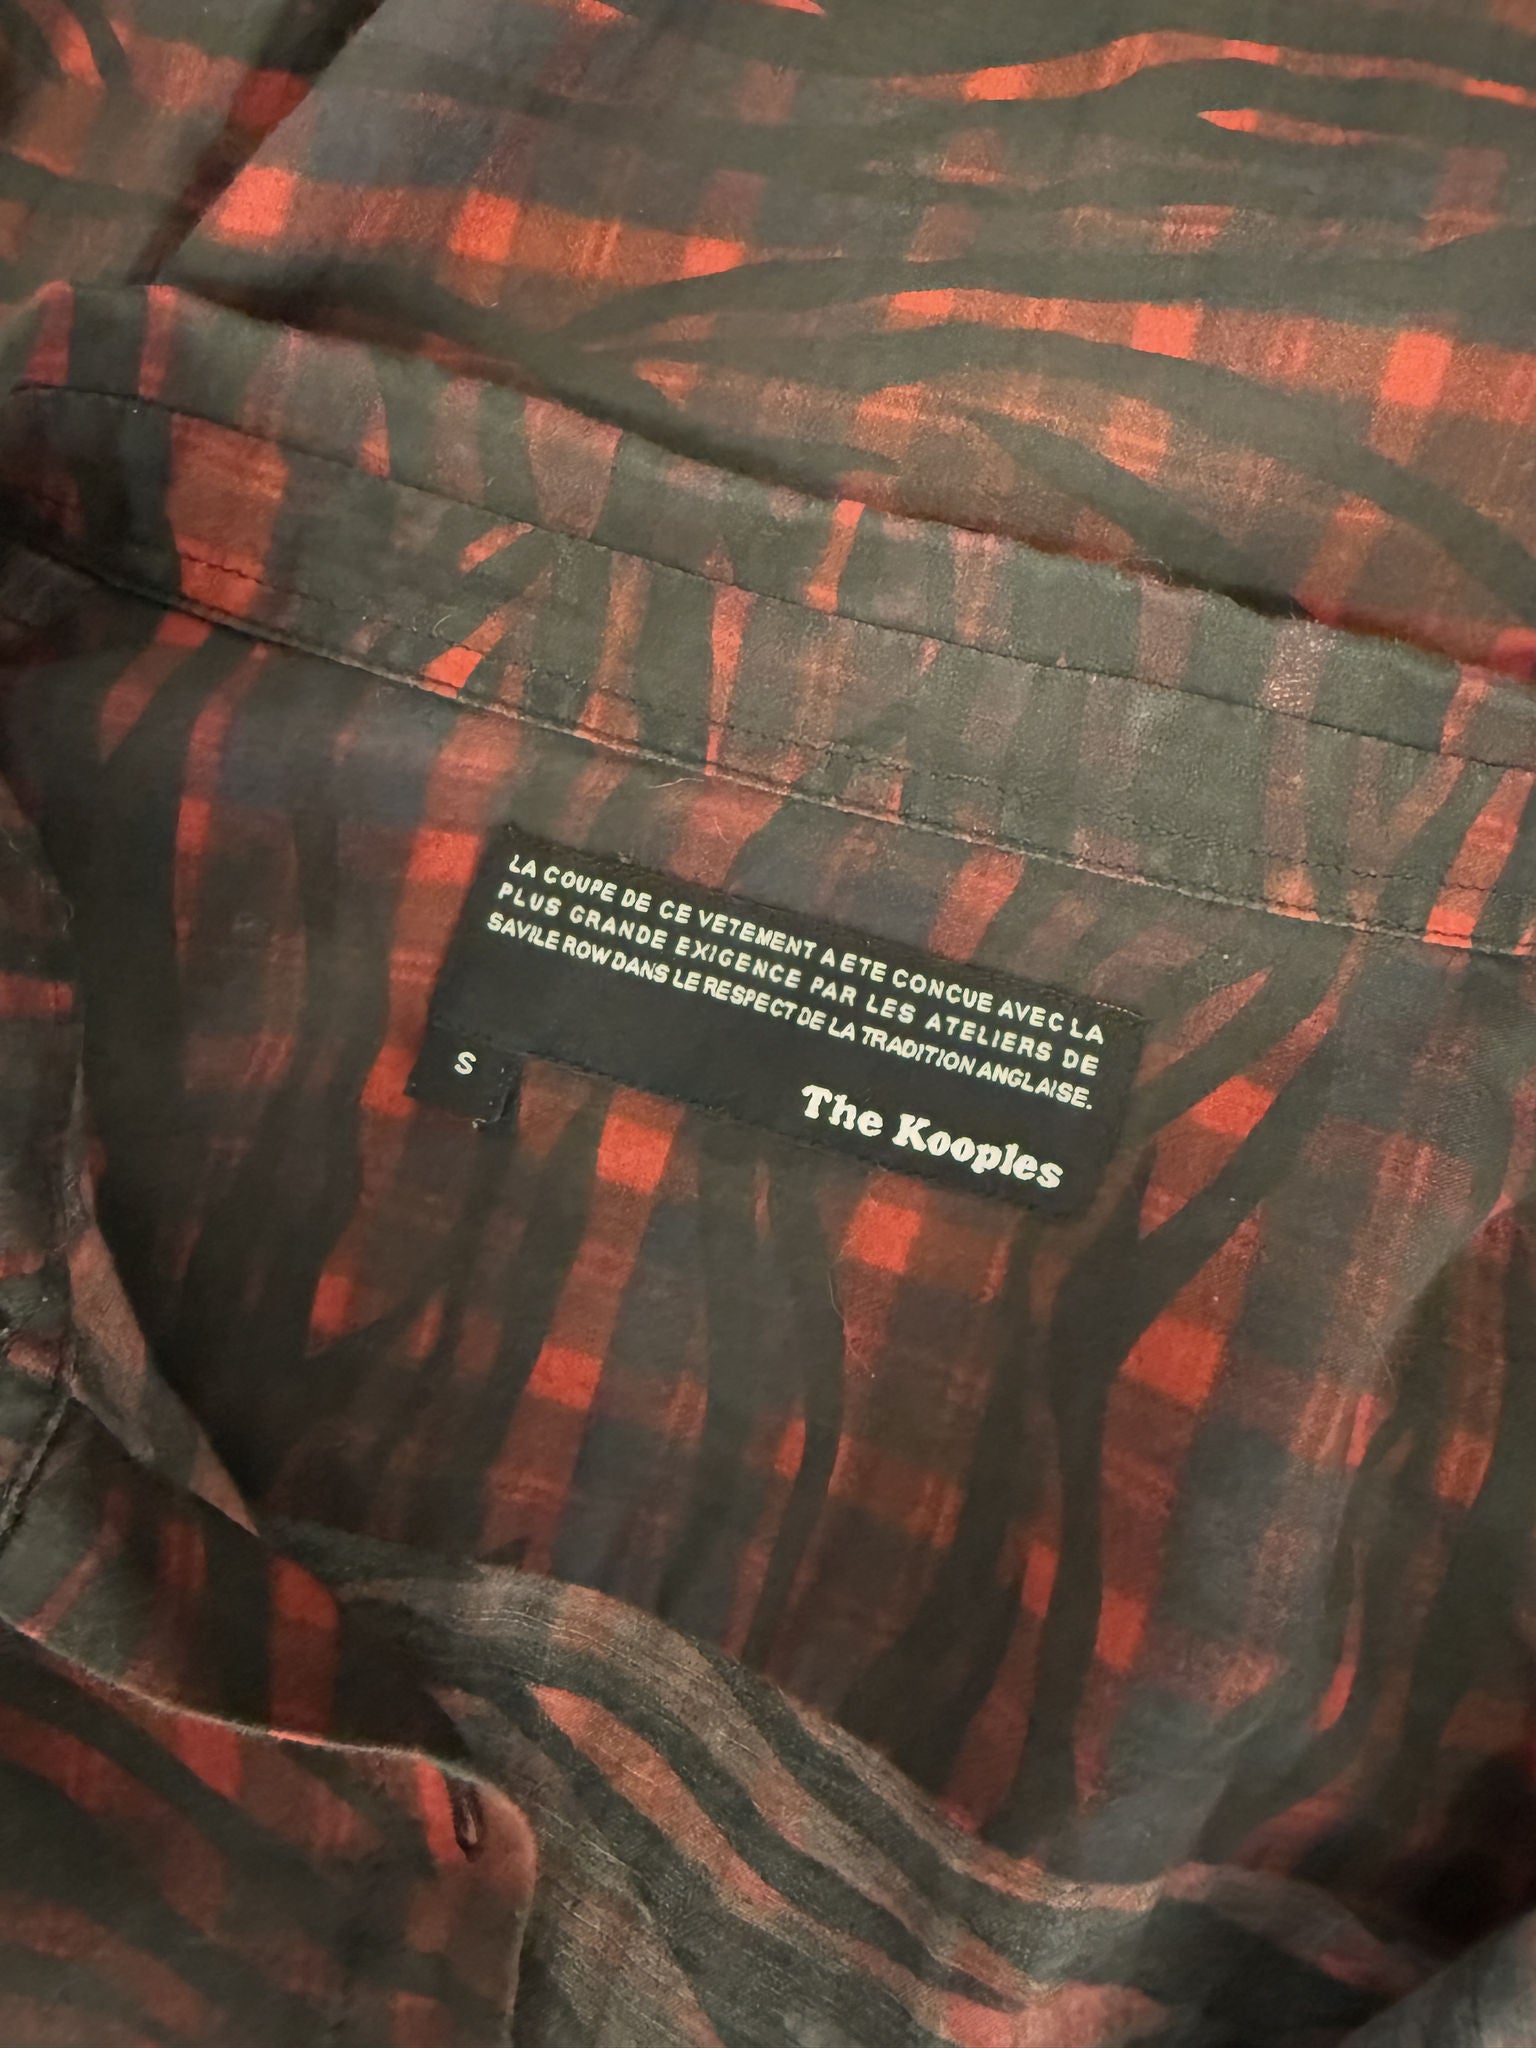 LA COUPE DE CE VETEMENT A ETE CONCUE AVEC LA
PLUS GRANDE EXIGENCE PAR LES ATELIERS DE
SAVILE ROW DANS LE RESPECT DE LA TRADITION ANGLAISE.
S
The Kooples